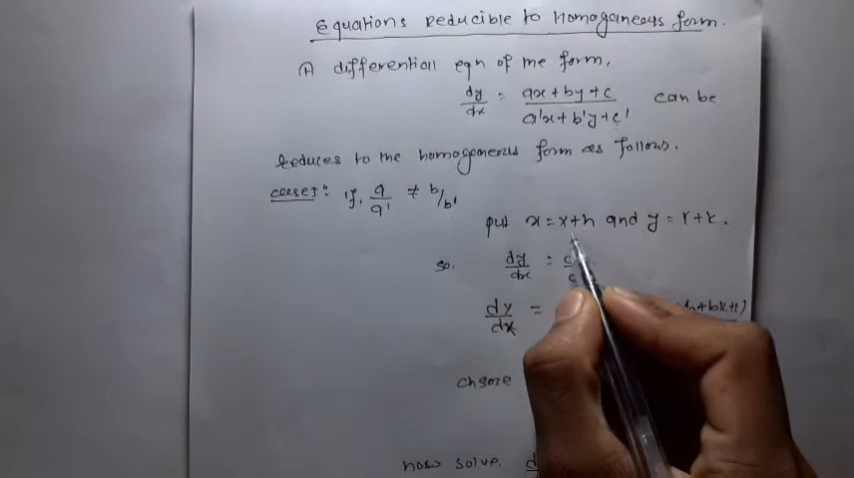 Equations Reducible to Homogeneous form.
(A) differential eqn of the form,
dy/dx = ax+by+c / a'x+b'y+c' can be
reduces to the homogeneous form as follows.
case I: if, a/a' ≠ b/b'
put x = X+h and y = Y+k.
so. dy/dx =
dY/dX =
choose
now solve.